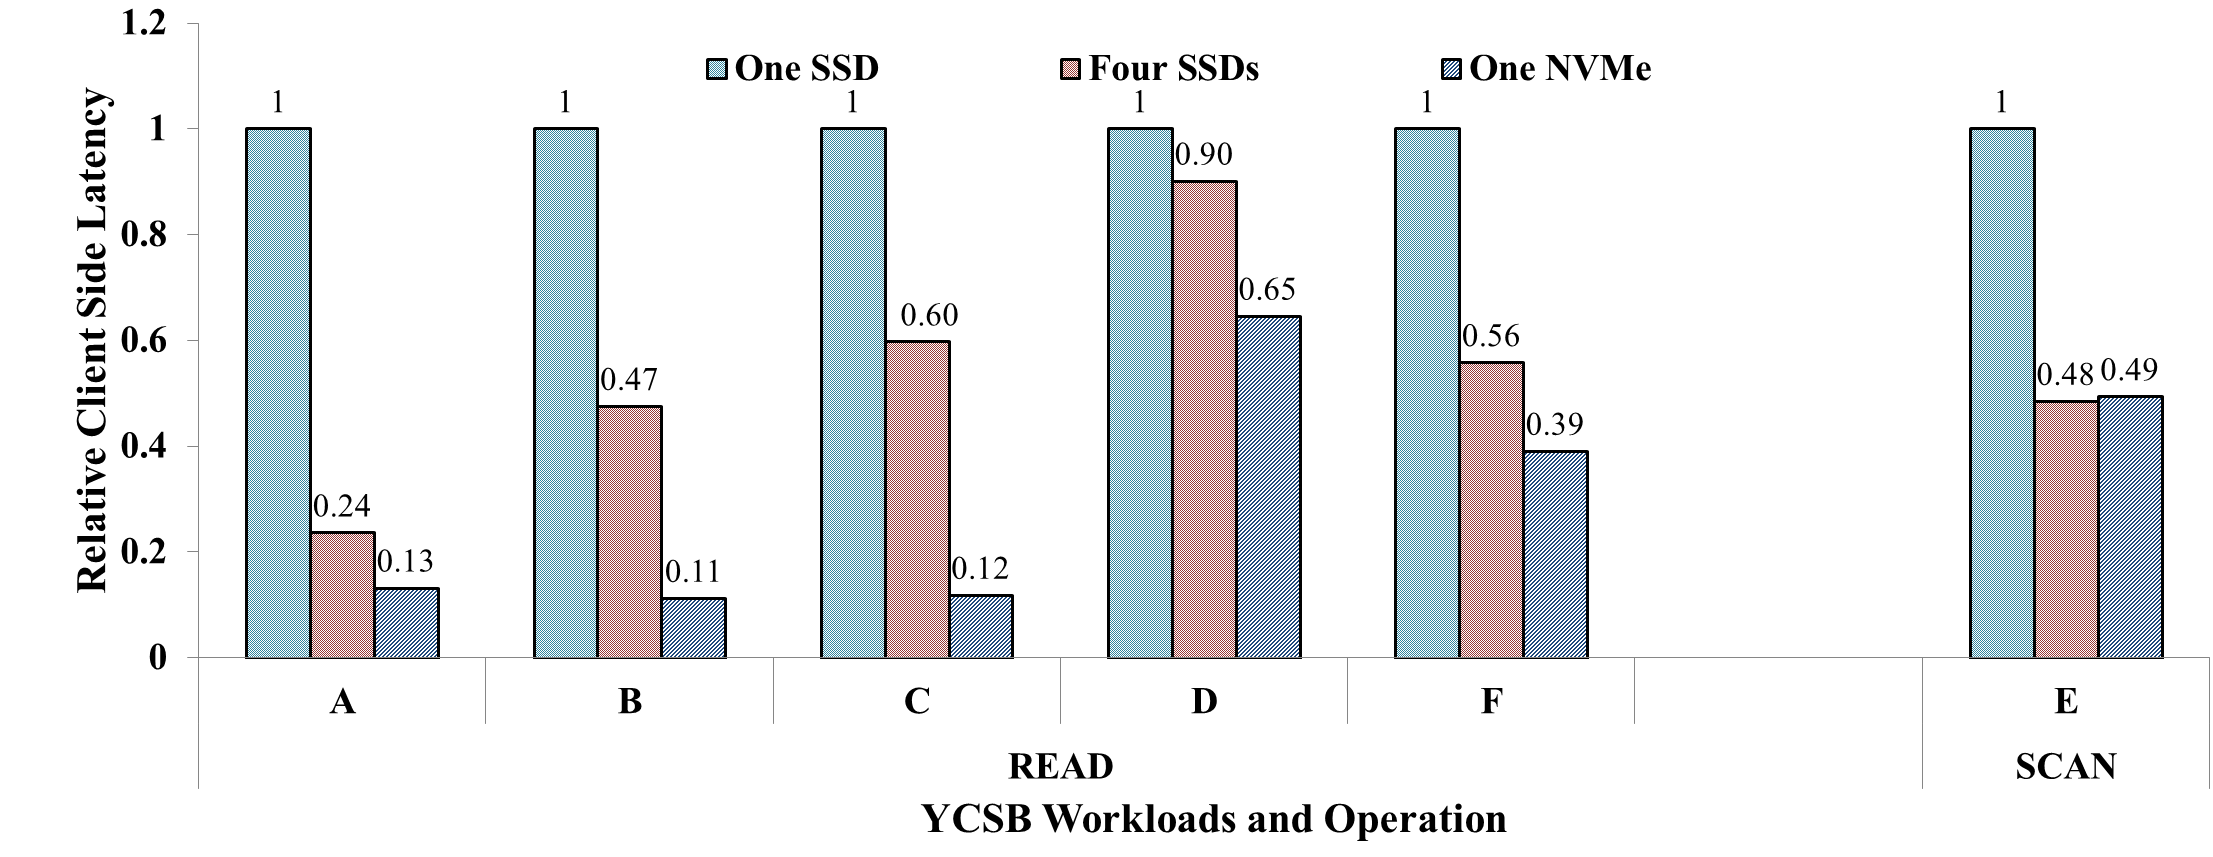 Relative Client Side Latency
1.2
1
0.8
0.6
0.4
0.2
0
One SSD Four SSDs One NVMe
1 0.24 0.13
1 0.47 0.11
1 0.60 0.12
1 0.90 0.65
1 0.56 0.39
1 0.48 0.49
A B C D F E
READ SCAN
YCSB Workloads and Operation